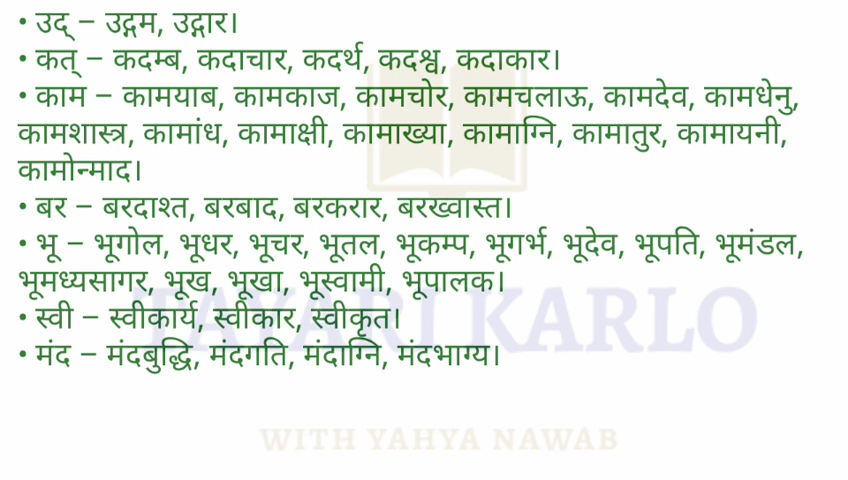 • उद् – उद्गम, उद्गार।
• कत् – कदम्ब, कदाचार, कदर्थ, कदश्व, कदाकार।
• काम – कामयाब, कामकाज, कामचोर, कामचलाऊ, कामदेव, कामधेनु,
कामशास्त्र, कामांध, कामाक्षी, कामाख्या, कामाग्नि, कामातुर, कामायनी,
कामोन्माद।
• बर – बरदाश्त, बरबाद, बरकरार, बरख्वास्त।
• भू – भूगोल, भूधर, भूचर, भूतल, भूकम्प, भूगर्भ, भूदेव, भूपति, भूमंडल,
भूमध्यसागर, भूख, भूखा, भूस्वामी, भूपालक।
• स्वी – स्वीकार्य, स्वीकार, स्वीकृत।
TAYARI KARLO
• मंद – मंदबुद्धि, मंदगति, मंदाग्नि, मंदभाग्य।
WITH YAHYA NAWAB